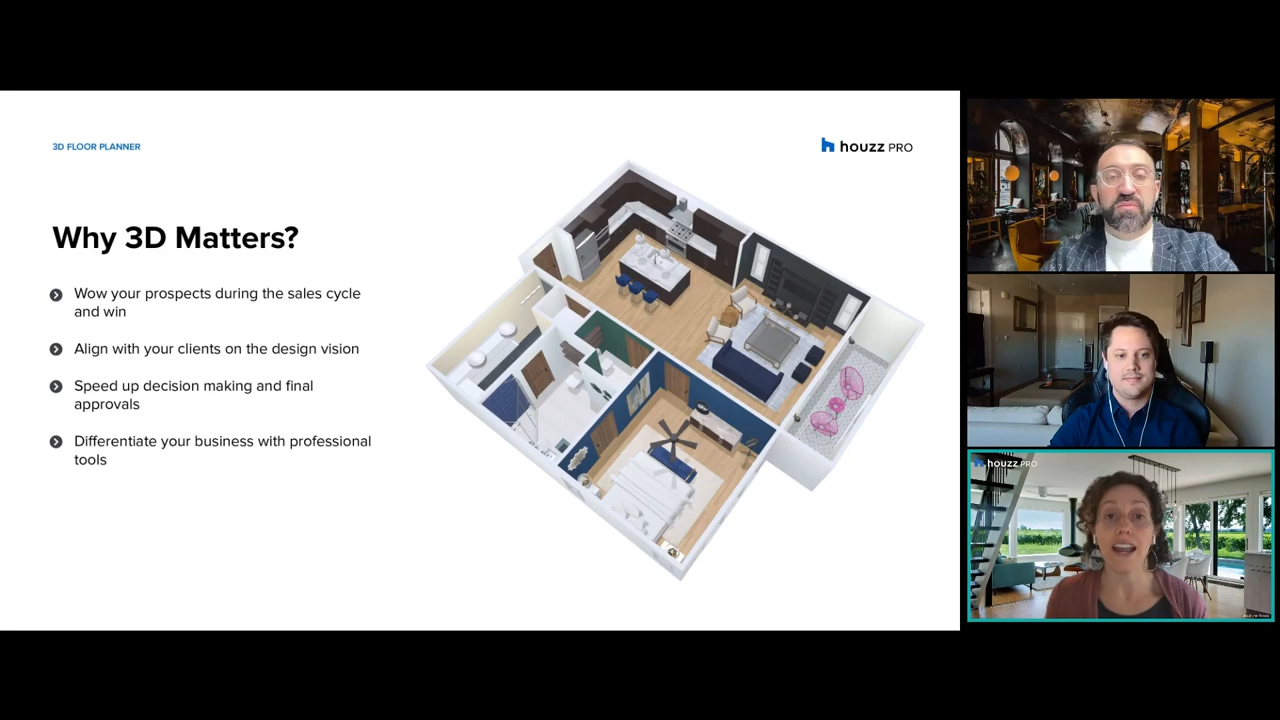 3D FLOOR PLANNER
houzz PRO
Why 3D Matters?
Wow your prospects during the sales cycle
and win
Align with your clients on the design vision
Speed up decision making and final
approvals
Differentiate your business with professional
tools
houzz PRO